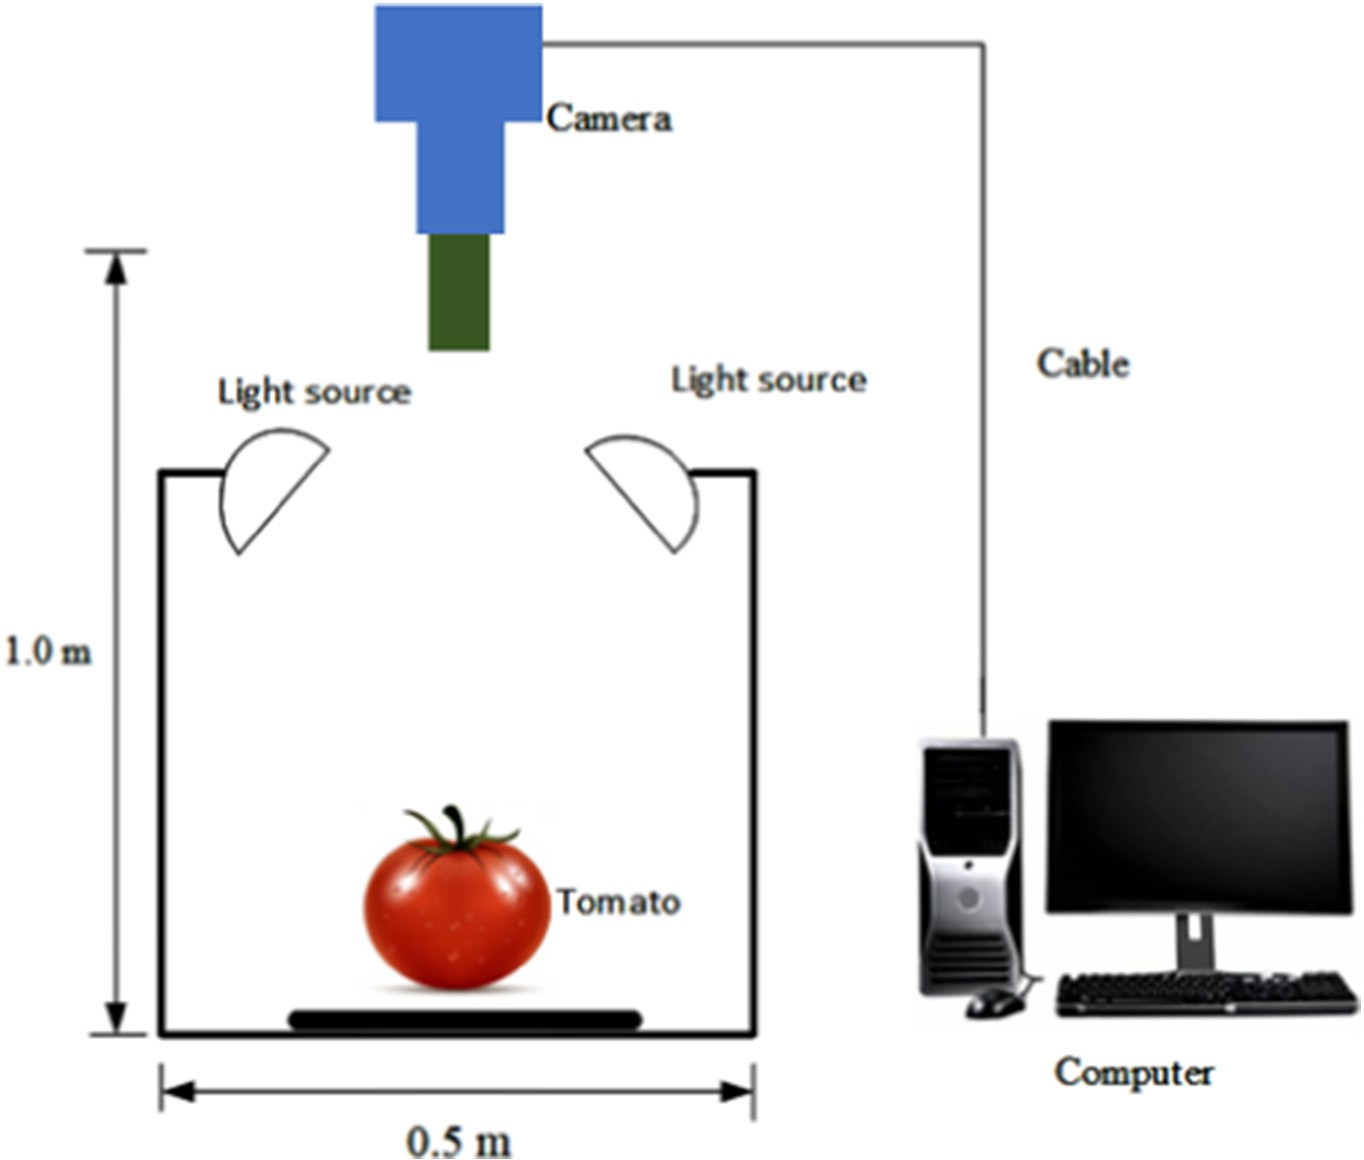 Camera
Cable
Light source
Light source
1.0 m
Tomato
Computer
0.5 m